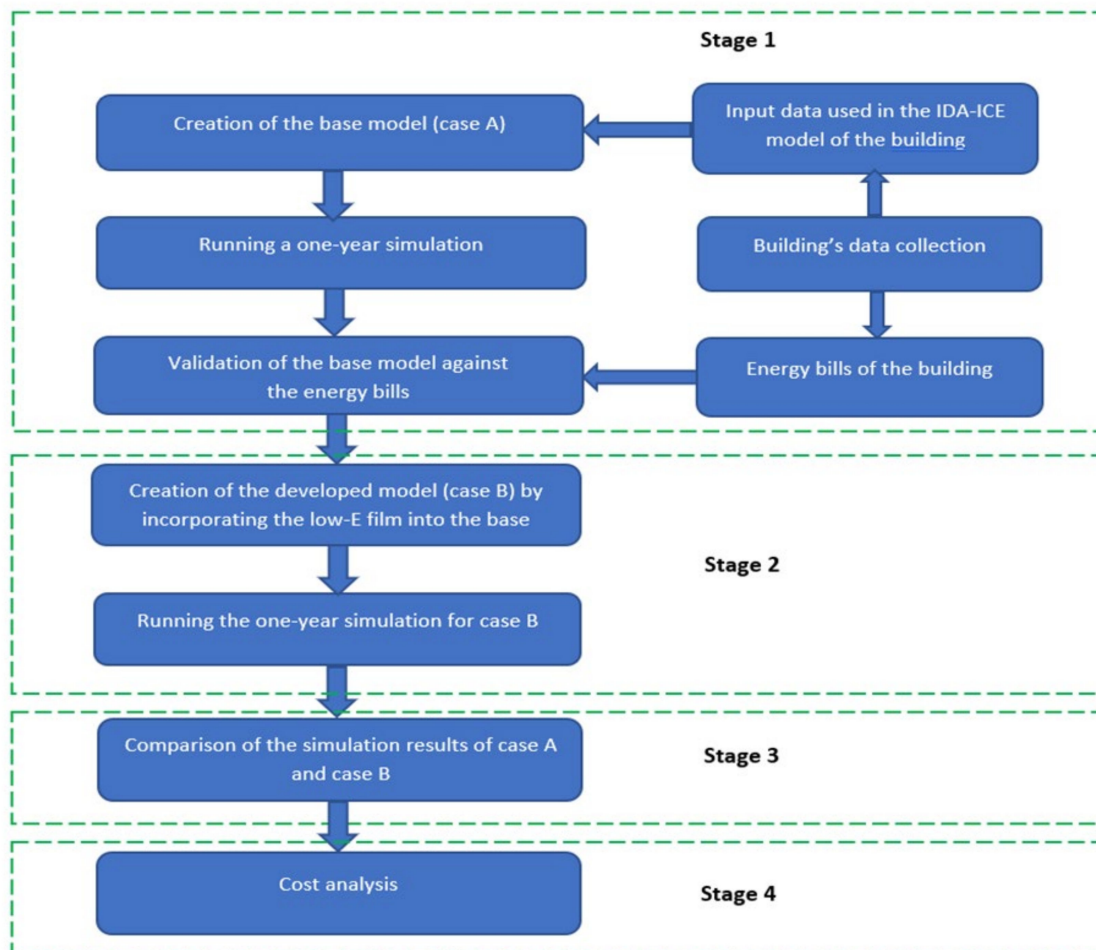 Stage 1
Creation of the base model (case A)
Input data used in the IDA-ICE
model of the building
Running a one-year simulation
Building’s data collection
Validation of the base model against
the energy bills
Energy bills of the building
Creation of the developed model (case B) by
incorporating the low-E film into the base
Stage 2
Running the one-year simulation for case B
Comparison of the simulation results of case A
and case B
Stage 3
Cost analysis
Stage 4